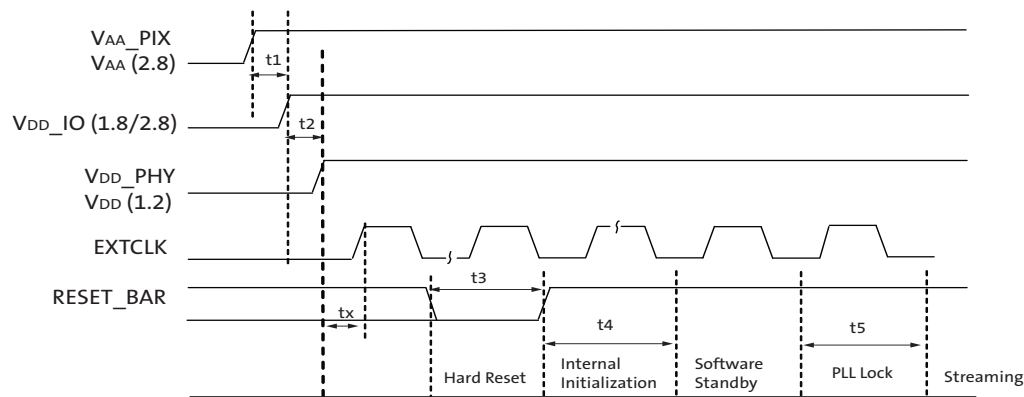 VAA_PIX
VAA (2.8)
t1
VDD_IO (1.8/2.8)
t2
VDD_PHY
VDD (1.2)
EXTCLK
t3
RESET_BAR
tx
t4
t5
Hard Reset
Internal
Initialization
Software
Standby
PLL Lock
Streaming